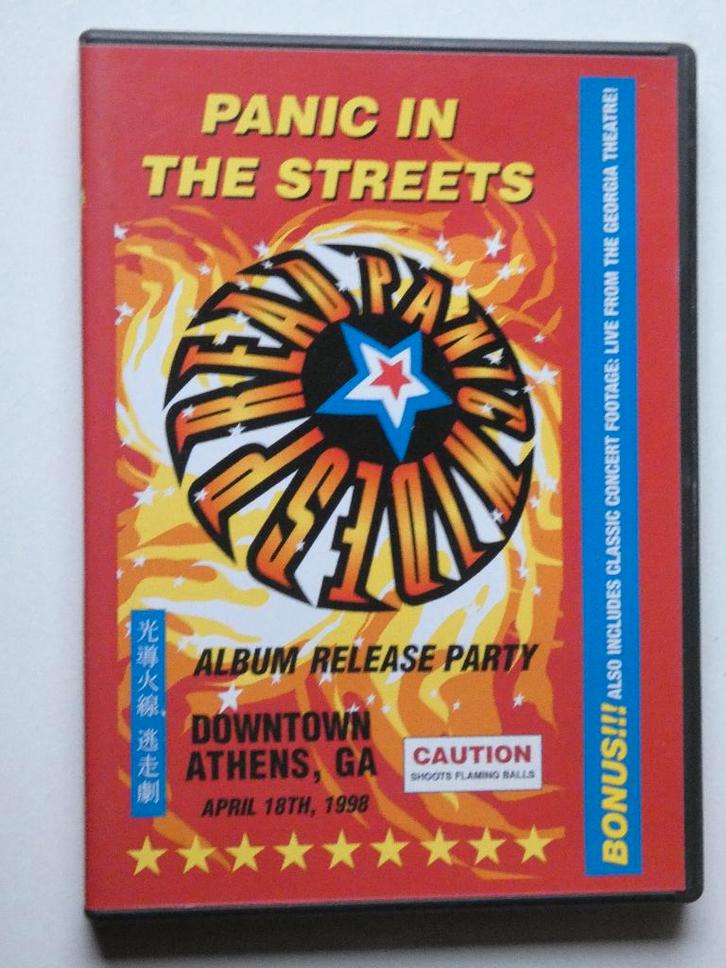 PANIC IN
THE STREETS
WIDESPREAD PANIC
ALBUM RELEASE PARTY
DOWNTOWN
ATHENS, GA
APRIL 18TH, 1998
CAUTION
SHOOTS FLAMING BALLS
光導火線 逃走劇
BONUS!!! ALSO INCLUDES CLASSIC CONCERT FOOTAGE: LIVE FROM THE GEORGIA THEATRE!